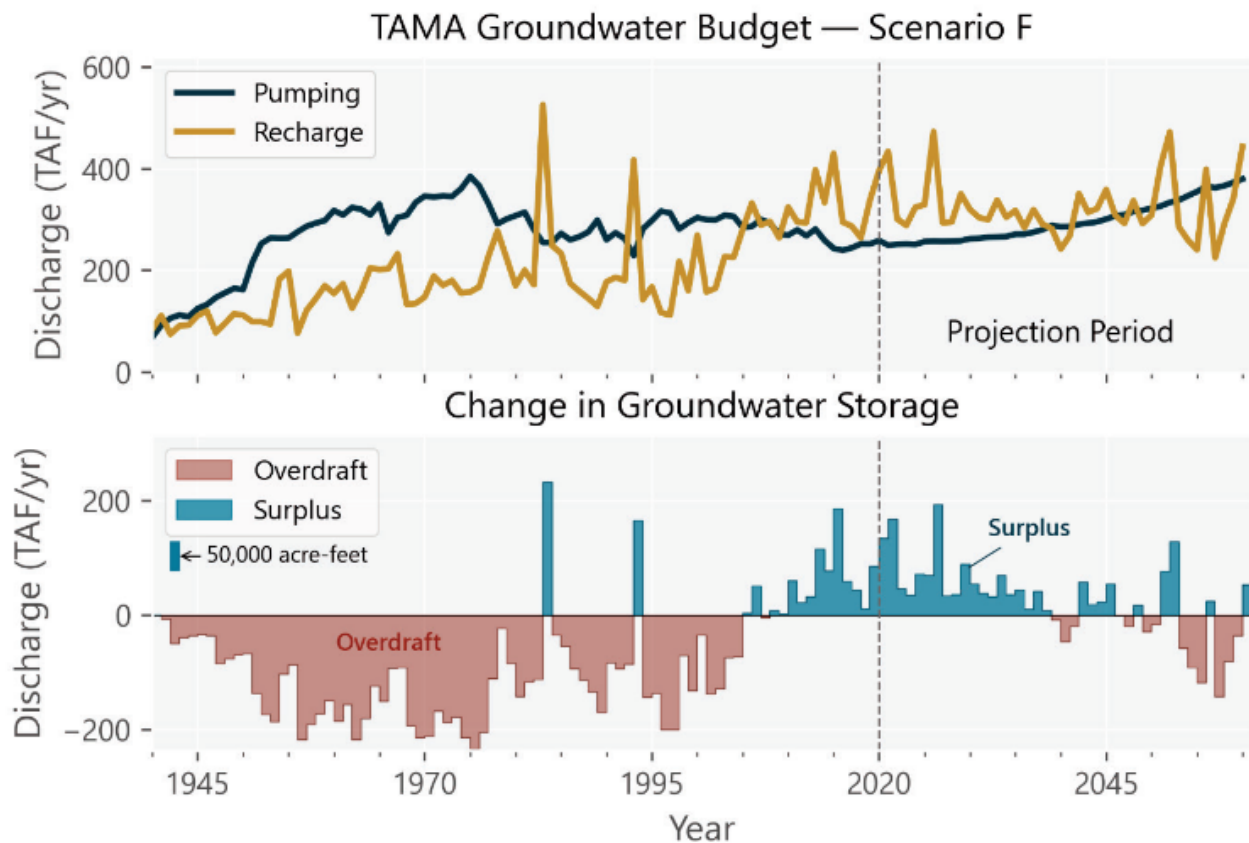 TAMA Groundwater Budget — Scenario F
Discharge (TAF/yr)
600
400
200
0
Pumping
Recharge
Projection Period
Change in Groundwater Storage
Discharge (TAF/yr)
200
0
−200
Overdraft
Surplus
50,000 acre-feet
Overdraft
Surplus
1945 1970 1995 2020 2045
Year